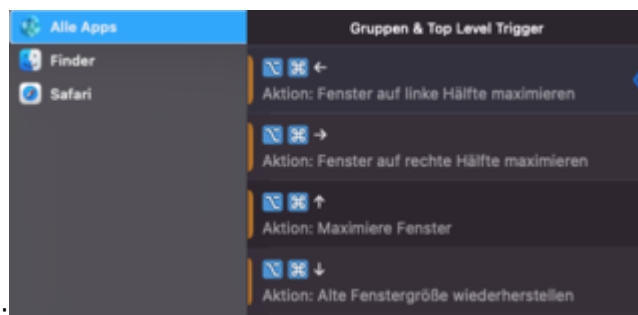 Alle Apps
Finder
Safari
Gruppen & Top Level Trigger
⌥ ⌘ ←
Aktion: Fenster auf linke Hälfte maximieren
⌥ ⌘ →
Aktion: Fenster auf rechte Hälfte maximieren
⌥ ⌘ ↑
Aktion: Maximiere Fenster
⌥ ⌘ ↓
Aktion: Alte Fenstergröße wiederherstellen